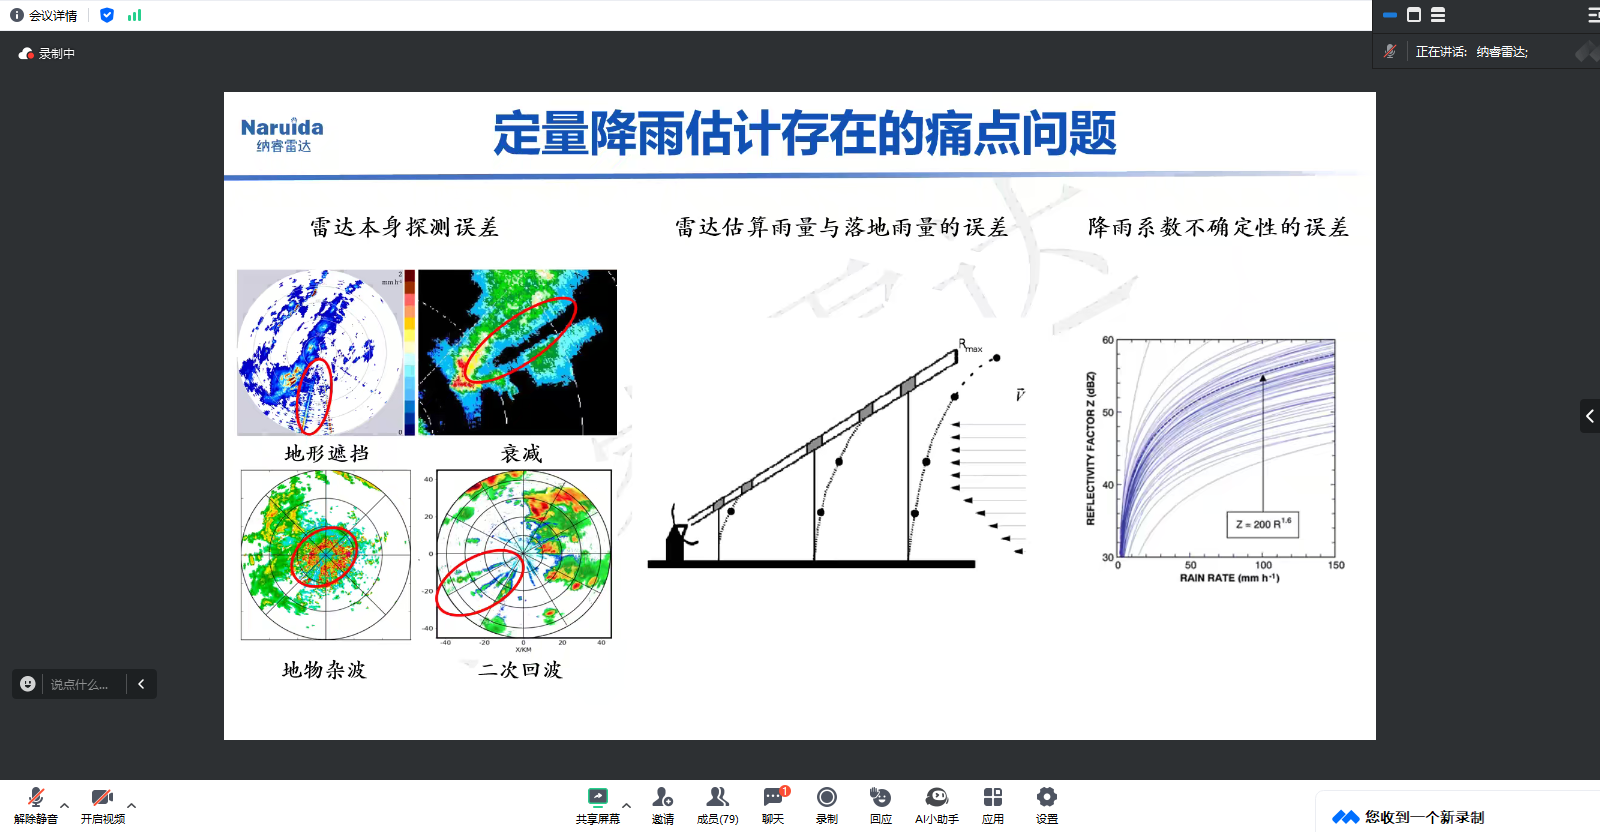 会议详情
录制中
正在讲话: 纳睿雷达;
Naruida
纳睿雷达
定量降雨估计存在的痛点问题
雷达本身探测误差
雷达估算雨量与落地雨量的误差
降雨系数不确定性的误差
2
mm h⁻¹
0
地形遮挡
衰减
40
20
0
-20
-40
-40 -20 0 20 40
X/KM
地物杂波
二次回波
Rmax
V
60
50
40
30
REFLECTIVITY FACTOR Z (dBZ)
Z = 200 R^1.6
0 50 100 150
RAIN RATE (mm h⁻¹)
说点什么...
解除静音
开启视频
共享屏幕
邀请
成员(79)
1
聊天
录制
回应
AI小助手
应用
设置
您收到一个新录制